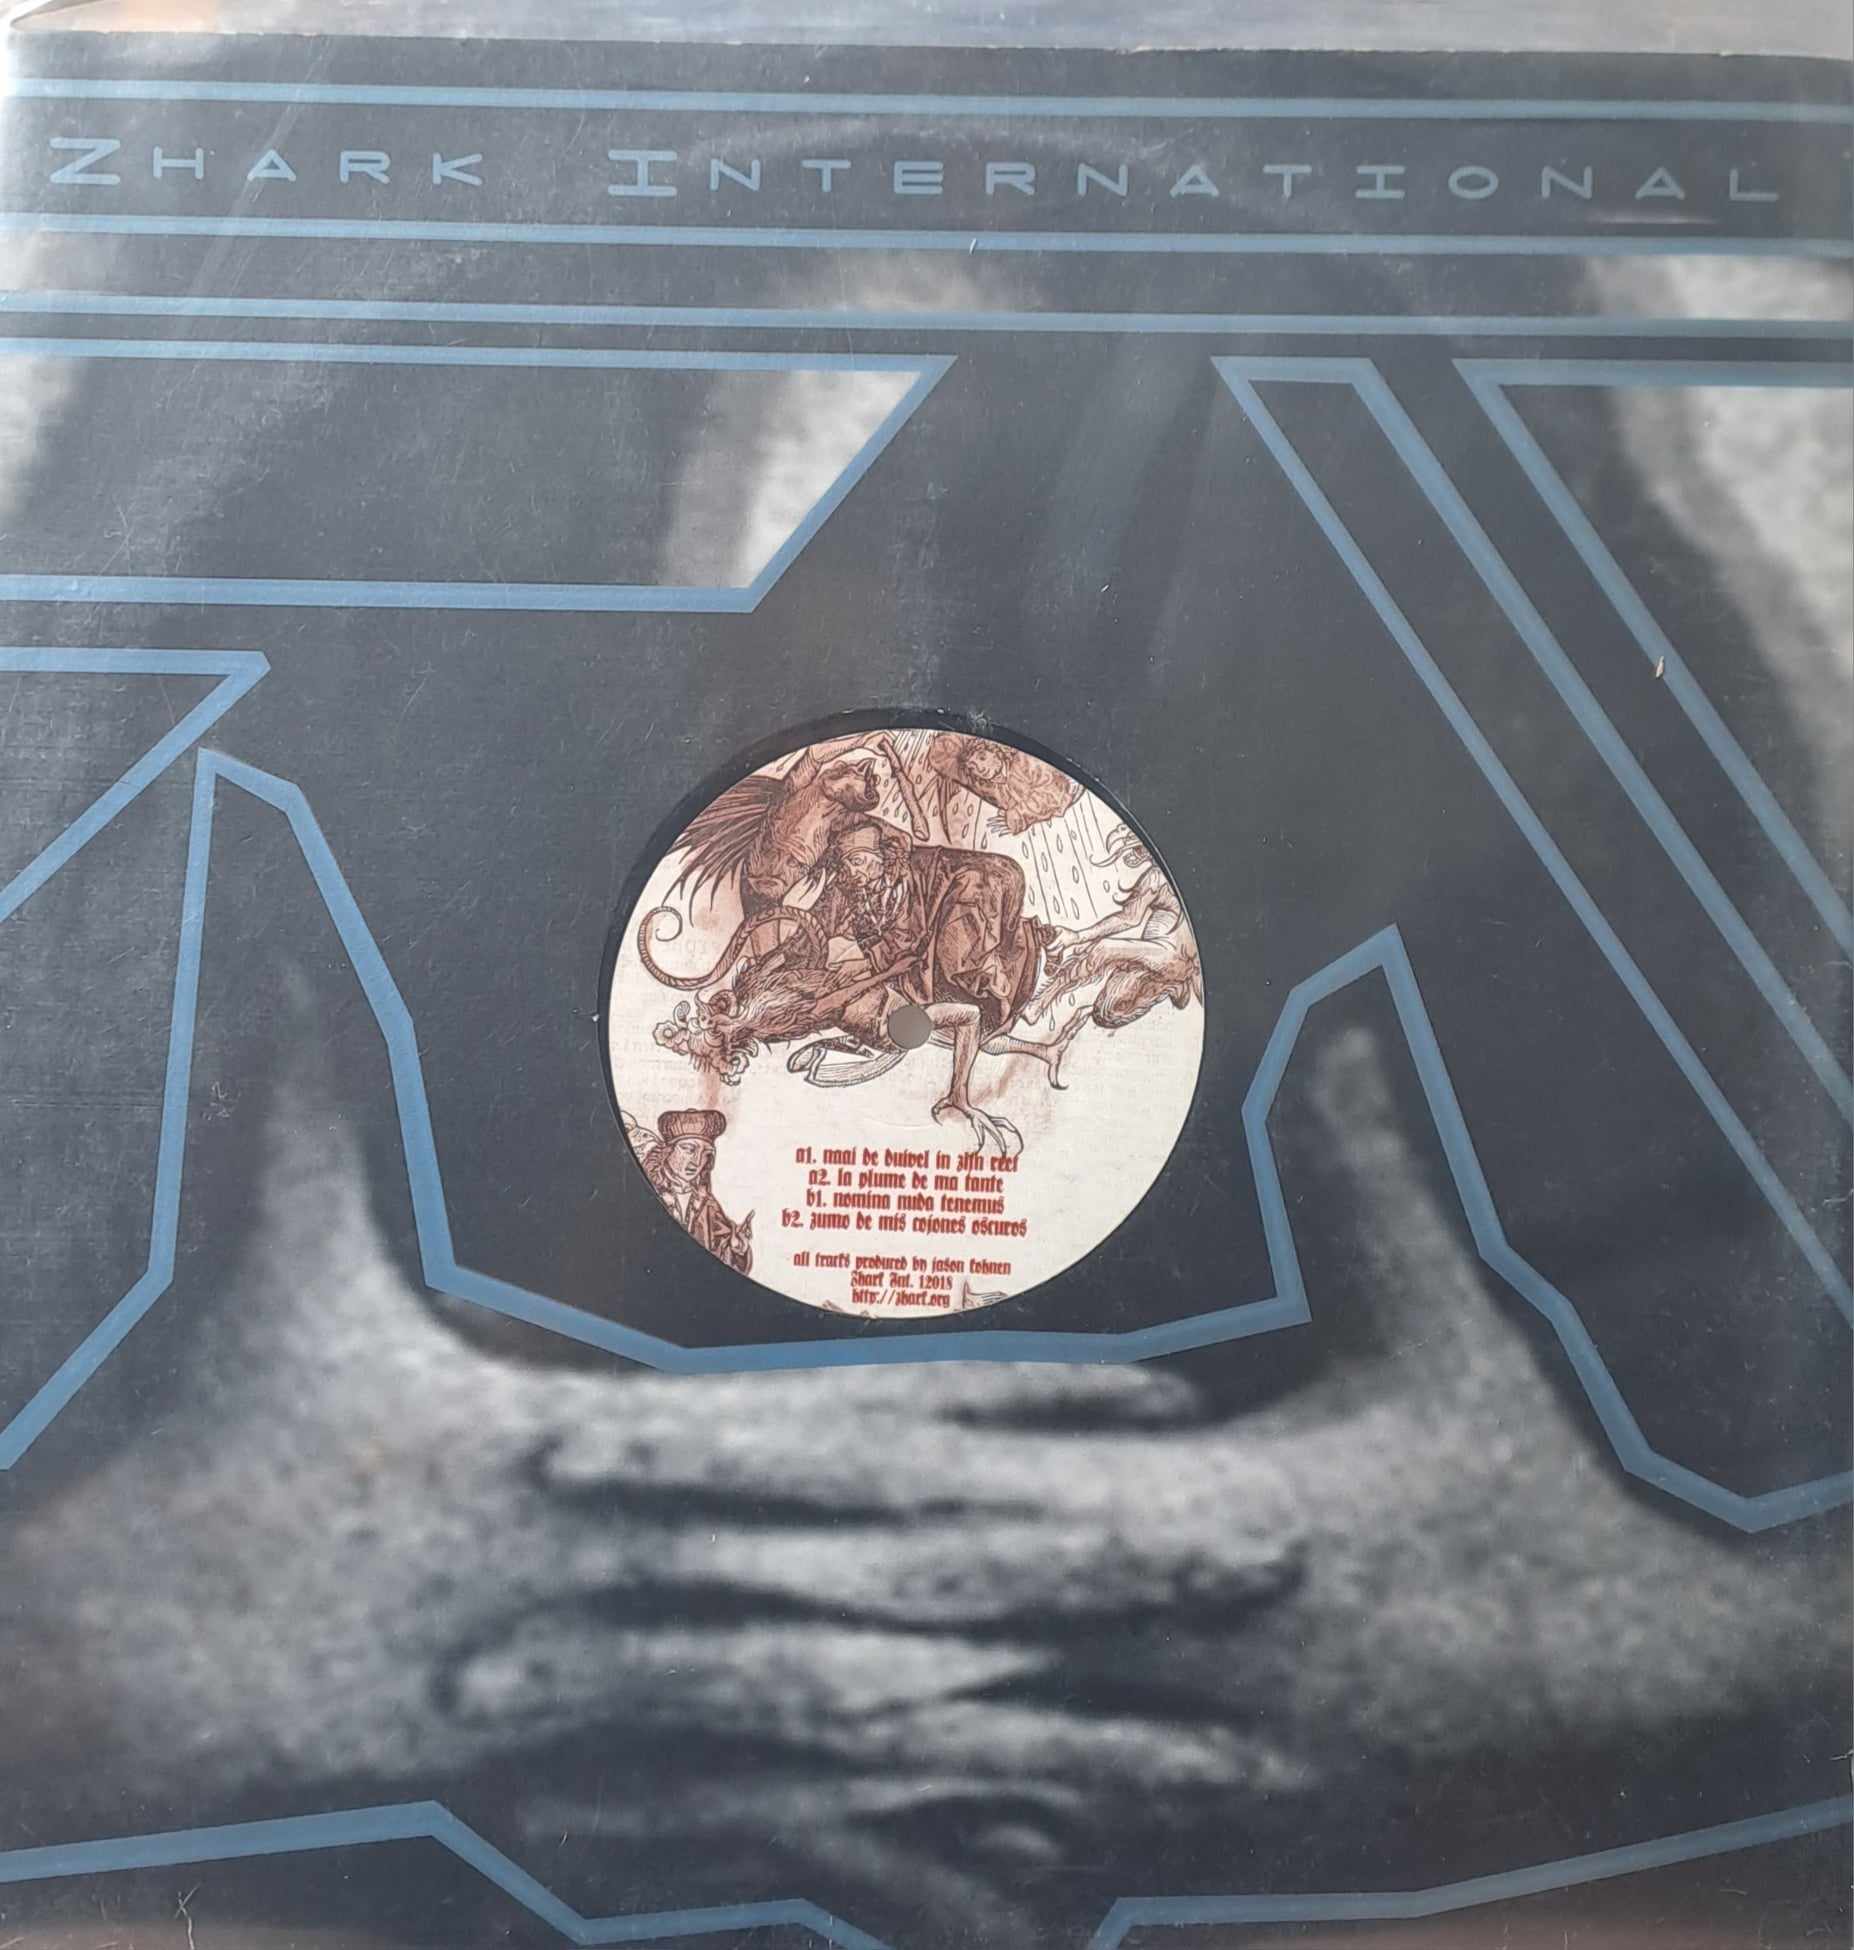 Zhark International
a1. naai de duivel in zijn reet
a2. la plume de ma tante
b1. nomina nuda tenemus
b2. zumo de mis cojones oscuros
all tracks produced by jason kohnen
Zhark Int. 12018
http://zhark.org